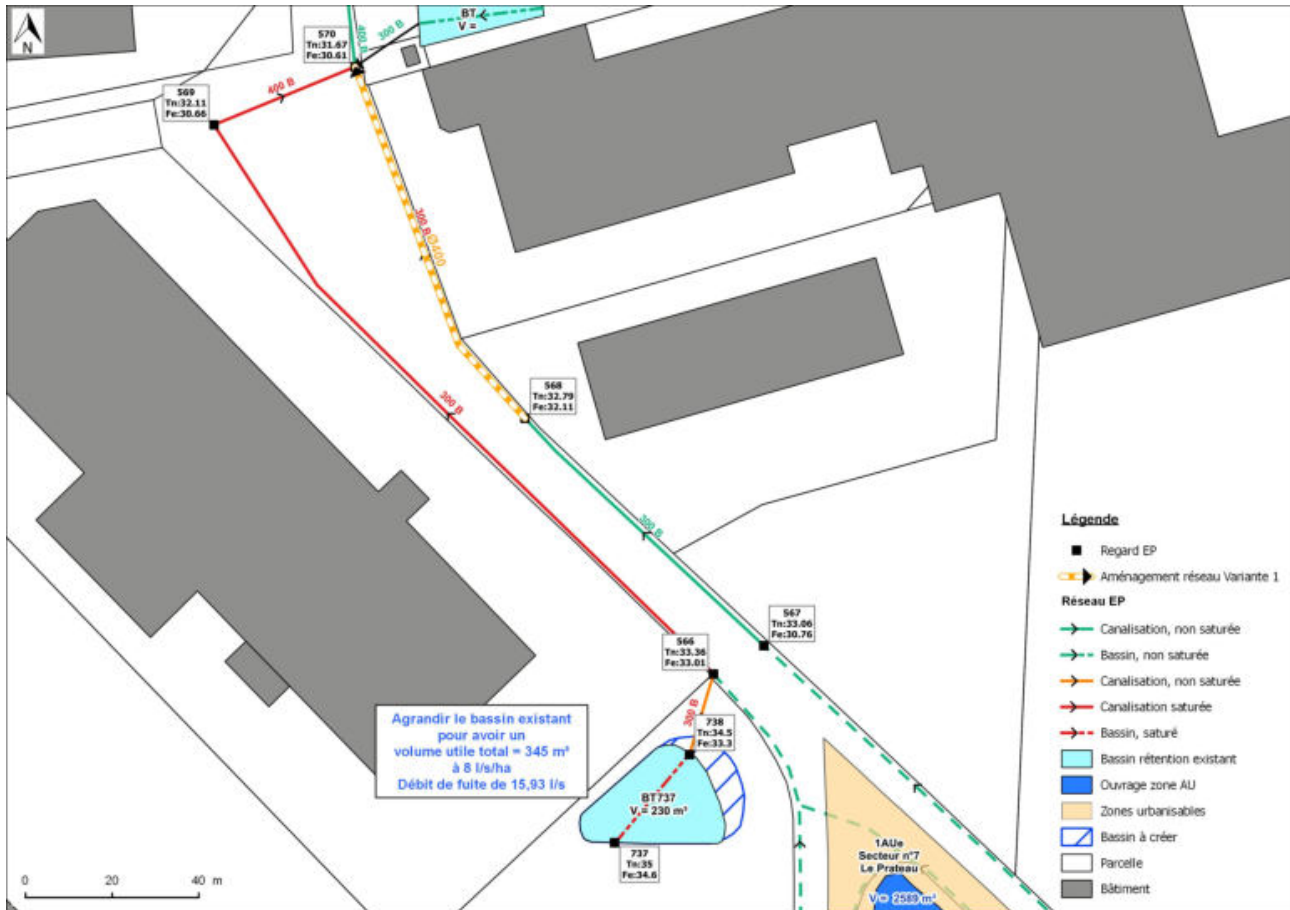 N
BT
V =
300 B
400 B
570
Tn:31.67
Fe:30.61
400 B
569
Tn:32.11
Fe:30.66
300 B
Ø400
568
Tn:32.79
Fe:32.11
300 B
300 B
567
Tn:33.06
Fe:30.76
566
Tn:33.36
Fe:33.01
300 B
738
Tn:34.5
Fe:33.3
Agrandir le bassin existant
pour avoir un
volume utile total = 345 m³
à 8 l/s/ha
Débit de fuite de 15,93 l/s
BT737
V = 230 m³
737
Tn:35
Fe:34.6
1AUe
Secteur n°7
Le Prateau
V = 2589 m³
0 20 40 m
Légende
Regard EP
Aménagement réseau Variante 1
Réseau EP
Canalisation, non saturée
Bassin, non saturée
Canalisation, non saturée
Canalisation saturée
Bassin, saturé
Bassin rétention existant
Ouvrage zone AU
Zones urbanisables
Bassin à créer
Parcelle
Bâtiment